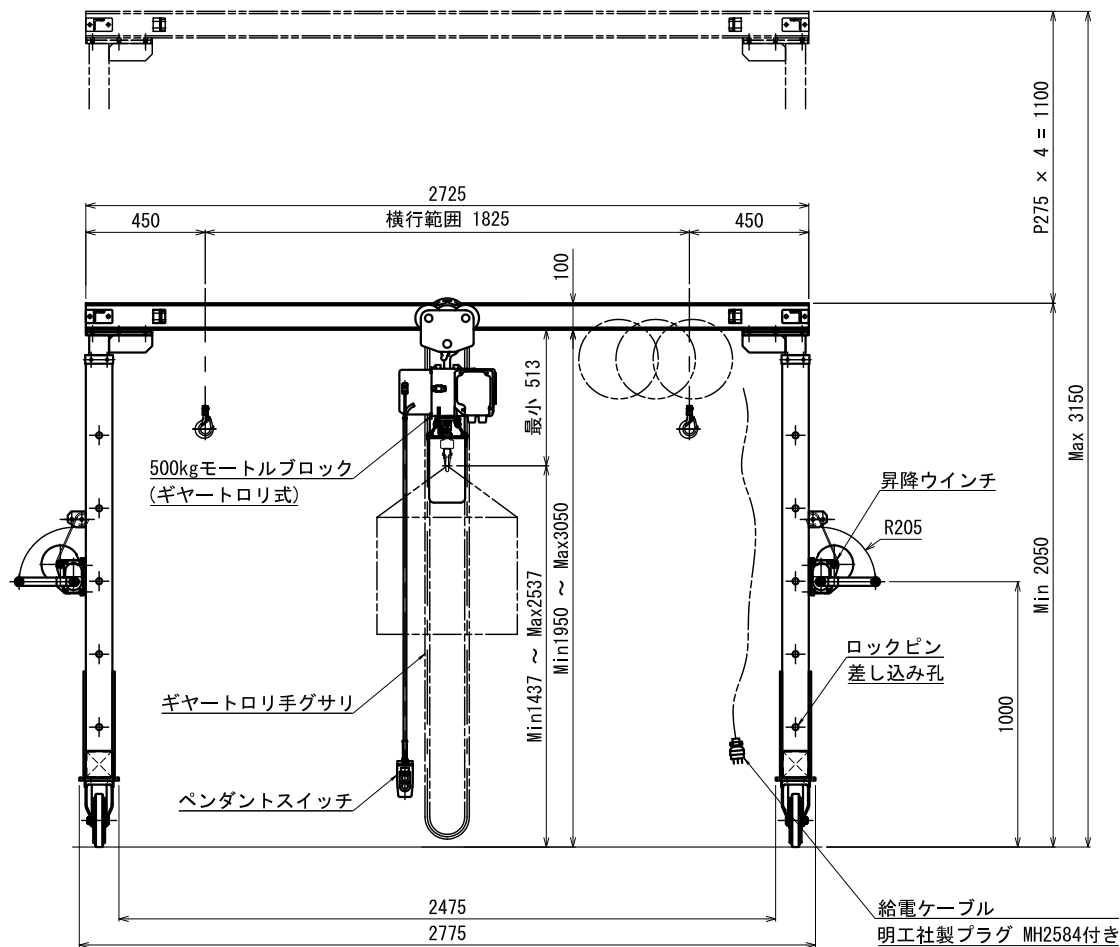 P275 × 4 = 1100
Max 3150
2725
450
横行範囲 1825
450
100
最小 513
500kgモートルブロック
(ギヤートロリ式)
昇降ウインチ
R205
Min1437 ～ Max2537
Min1950 ～ Max3050
Min 2050
ロックピン
差し込み孔
ギヤートロリ手グサリ
1000
ペンダントスイッチ
2475
2775
給電ケーブル
明工社製プラグ MH2584付き